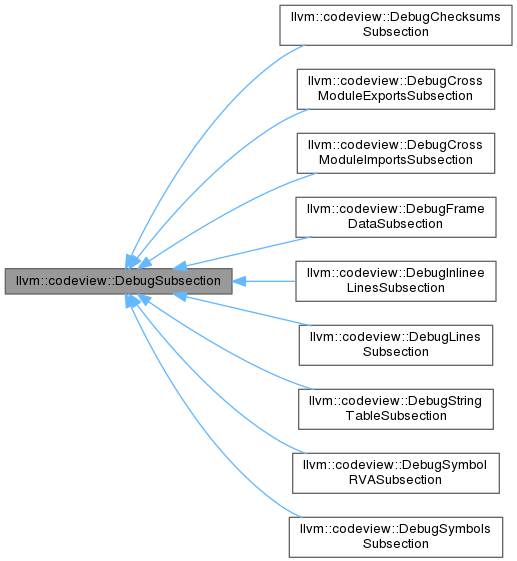 llvm::codeview::DebugChecksums
Subsection
llvm::codeview::DebugCross
ModuleExportsSubsection
llvm::codeview::DebugCross
ModuleImportsSubsection
llvm::codeview::DebugFrame
DataSubsection
llvm::codeview::DebugSubsection
llvm::codeview::DebugInlinee
LinesSubsection
llvm::codeview::DebugLines
Subsection
llvm::codeview::DebugString
TableSubsection
llvm::codeview::DebugSymbol
RVASubsection
llvm::codeview::DebugSymbols
Subsection